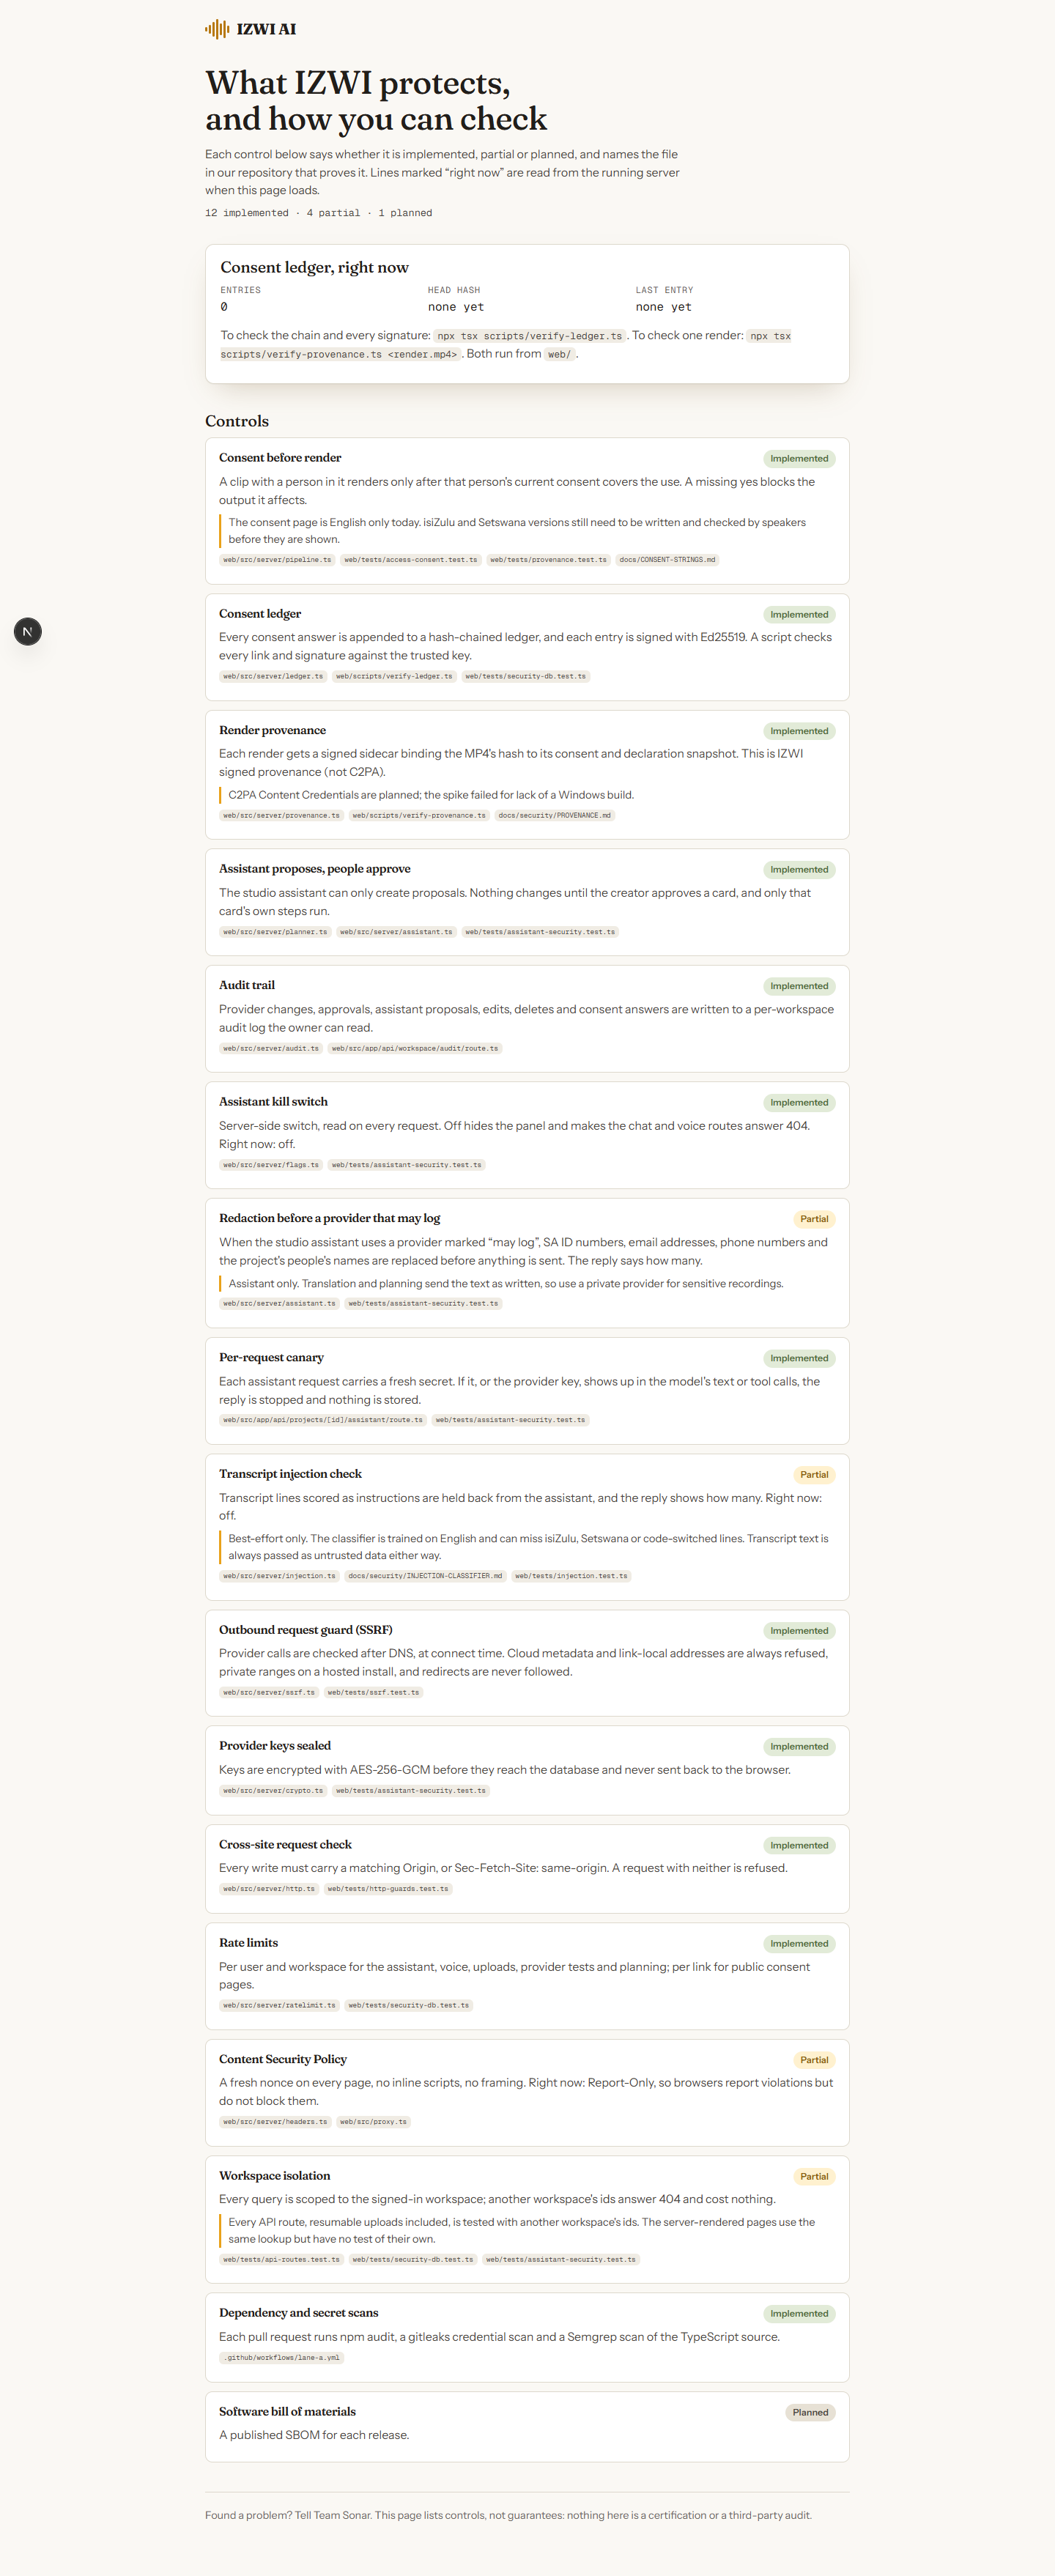 IZWI AI
What IZWI protects,
and how you can check
Each control below says whether it is implemented, partial or planned, and names the file
in our repository that proves it. Lines marked “right now” are read from the running server
when this page loads.
12 implemented · 4 partial · 1 planned
Consent ledger, right now
ENTRIES HEAD HASH LAST ENTRY
0 none yet none yet
To check the chain and every signature: npx tsx scripts/verify-ledger.ts. To check one render: npx tsx
scripts/verify-provenance.ts <render.mp4>. Both run from web/.
Controls
Consent before render Implemented
A clip with a person in it renders only after that person's current consent covers the use. A missing yes blocks the
output it affects.
The consent page is English only today. isiZulu and Setswana versions still need to be written and checked by speakers
before they are shown.
web/src/server/pipeline.ts web/tests/access-consent.test.ts web/tests/provenance.test.ts docs/CONSENT-STRINGS.md
N
Consent ledger Implemented
Every consent answer is appended to a hash-chained ledger, and each entry is signed with Ed25519. A script checks
every link and signature against the trusted key.
web/src/server/ledger.ts web/scripts/verify-ledger.ts web/tests/security-db.test.ts
Render provenance Implemented
Each render gets a signed sidecar binding the MP4's hash to its consent and declaration snapshot. This is IZWI
signed provenance (not C2PA).
C2PA Content Credentials are planned; the spike failed for lack of a Windows build.
web/src/server/provenance.ts web/scripts/verify-provenance.ts docs/security/PROVENANCE.md
Assistant proposes, people approve Implemented
The studio assistant can only create proposals. Nothing changes until the creator approves a card, and only that
card's own steps run.
web/src/server/planner.ts web/src/server/assistant.ts web/tests/assistant-security.test.ts
Audit trail Implemented
Provider changes, approvals, assistant proposals, edits, deletes and consent answers are written to a per-workspace
audit log the owner can read.
web/src/server/audit.ts web/src/app/api/workspace/audit/route.ts
Assistant kill switch Implemented
Server-side switch, read on every request. Off hides the panel and makes the chat and voice routes answer 404.
Right now: off.
web/src/server/flags.ts web/tests/assistant-security.test.ts
Redaction before a provider that may log Partial
When the studio assistant uses a provider marked “may log”, SA ID numbers, email addresses, phone numbers and
the project's people's names are replaced before anything is sent. The reply says how many.
Assistant only. Translation and planning send the text as written, so use a private provider for sensitive recordings.
web/src/server/assistant.ts web/tests/assistant-security.test.ts
Per-request canary Implemented
Each assistant request carries a fresh secret. If it, or the provider key, shows up in the model's text or tool calls, the
reply is stopped and nothing is stored.
web/src/app/api/projects/[id]/assistant/route.ts web/tests/assistant-security.test.ts
Transcript injection check Partial
Transcript lines scored as instructions are held back from the assistant, and the reply shows how many. Right now:
off.
Best-effort only. The classifier is trained on English and can miss isiZulu, Setswana or code-switched lines. Transcript text is
always passed as untrusted data either way.
web/src/server/injection.ts docs/security/INJECTION-CLASSIFIER.md web/tests/injection.test.ts
Outbound request guard (SSRF) Implemented
Provider calls are checked after DNS, at connect time. Cloud metadata and link-local addresses are always refused,
private ranges on a hosted install, and redirects are never followed.
web/src/server/ssrf.ts web/tests/ssrf.test.ts
Provider keys sealed Implemented
Keys are encrypted with AES-256-GCM before they reach the database and never sent back to the browser.
web/src/server/crypto.ts web/tests/assistant-security.test.ts
Cross-site request check Implemented
Every write must carry a matching Origin, or Sec-Fetch-Site: same-origin. A request with neither is refused.
web/src/server/http.ts web/tests/http-guards.test.ts
Rate limits Implemented
Per user and workspace for the assistant, voice, uploads, provider tests and planning; per link for public consent
pages.
web/src/server/ratelimit.ts web/tests/security-db.test.ts
Content Security Policy Partial
A fresh nonce on every page, no inline scripts, no framing. Right now: Report-Only, so browsers report violations but
do not block them.
web/src/server/headers.ts web/src/proxy.ts
Workspace isolation Partial
Every query is scoped to the signed-in workspace; another workspace's ids answer 404 and cost nothing.
Every API route, resumable uploads included, is tested with another workspace's ids. The server-rendered pages use the
same lookup but have no test of their own.
web/tests/api-routes.test.ts web/tests/security-db.test.ts web/tests/assistant-security.test.ts
Dependency and secret scans Implemented
Each pull request runs npm audit, a gitleaks credential scan and a Semgrep scan of the TypeScript source.
.github/workflows/lane-a.yml
Software bill of materials Planned
A published SBOM for each release.
Found a problem? Tell Team Sonar. This page lists controls, not guarantees: nothing here is a certification or a third-party audit.